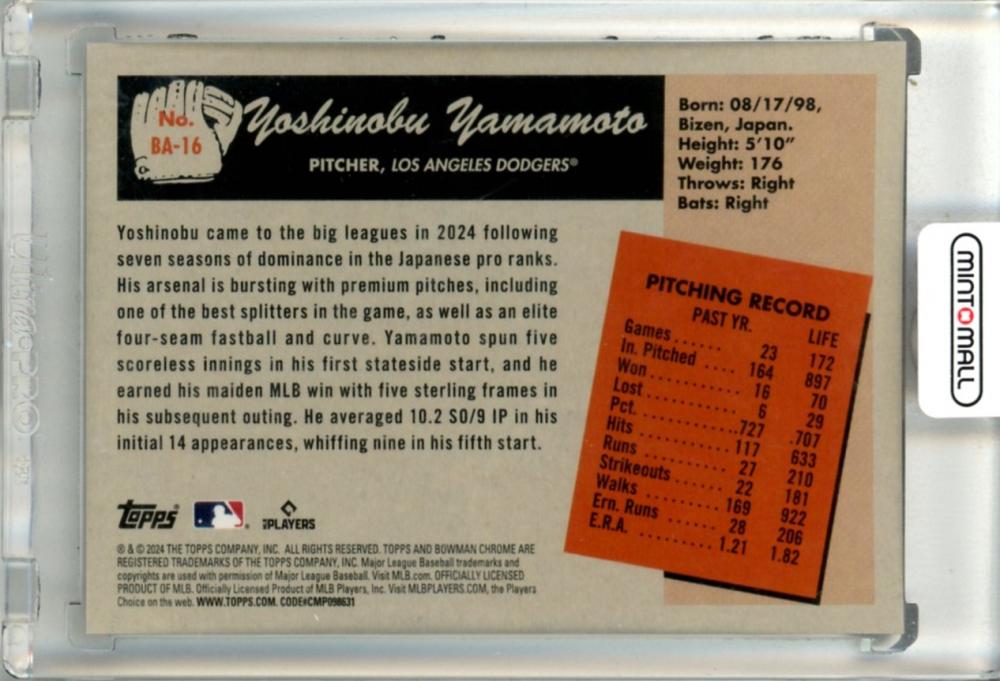 No.
BA-16
Yoshinobu Yamamoto
PITCHER, LOS ANGELES DODGERS®
Born: 08/17/98,
Bizen, Japan.
Height: 5'10"
Weight: 176
Throws: Right
Bats: Right
Yoshinobu came to the big leagues in 2024 following
seven seasons of dominance in the Japanese pro ranks.
His arsenal is bursting with premium pitches, including
one of the best splitters in the game, as well as an elite
four-seam fastball and curve. Yamamoto spun five
scoreless innings in his first stateside start, and he
earned his maiden MLB win with five sterling frames in
his subsequent outing. He averaged 10.2 SO/9 IP in his
initial 14 appearances, whiffing nine in his fifth start.
PITCHING RECORD
PAST YR. LIFE
Games....... 23 172
In. Pitched .... 164 897
Won .......... 16 70
Lost .......... 6 29
Pct. .......... .727 .707
Hits .......... 117 633
Runs .......... 27 210
Strikeouts ..... 22 181
Walks ........ 169 922
Ern. Runs ...... 28 206
E.R.A. ........ 1.21 1.82
MINT MALL
topps® MLB PLAYERS
® & © 2024 THE TOPPS COMPANY, INC. ALL RIGHTS RESERVED. TOPPS AND BOWMAN CHROME ARE
REGISTERED TRADEMARKS OF THE TOPPS COMPANY, INC. Major League Baseball trademarks and
copyrights are used with permission of Major League Baseball. Visit MLB.com. OFFICIALLY LICENSED
PRODUCT OF MLB. Officially Licensed Product of MLB Players, Inc. Visit MLBPLAYERS.COM, the Players
Choice on the web. WWW.TOPPS.COM. CODE#CMP098631